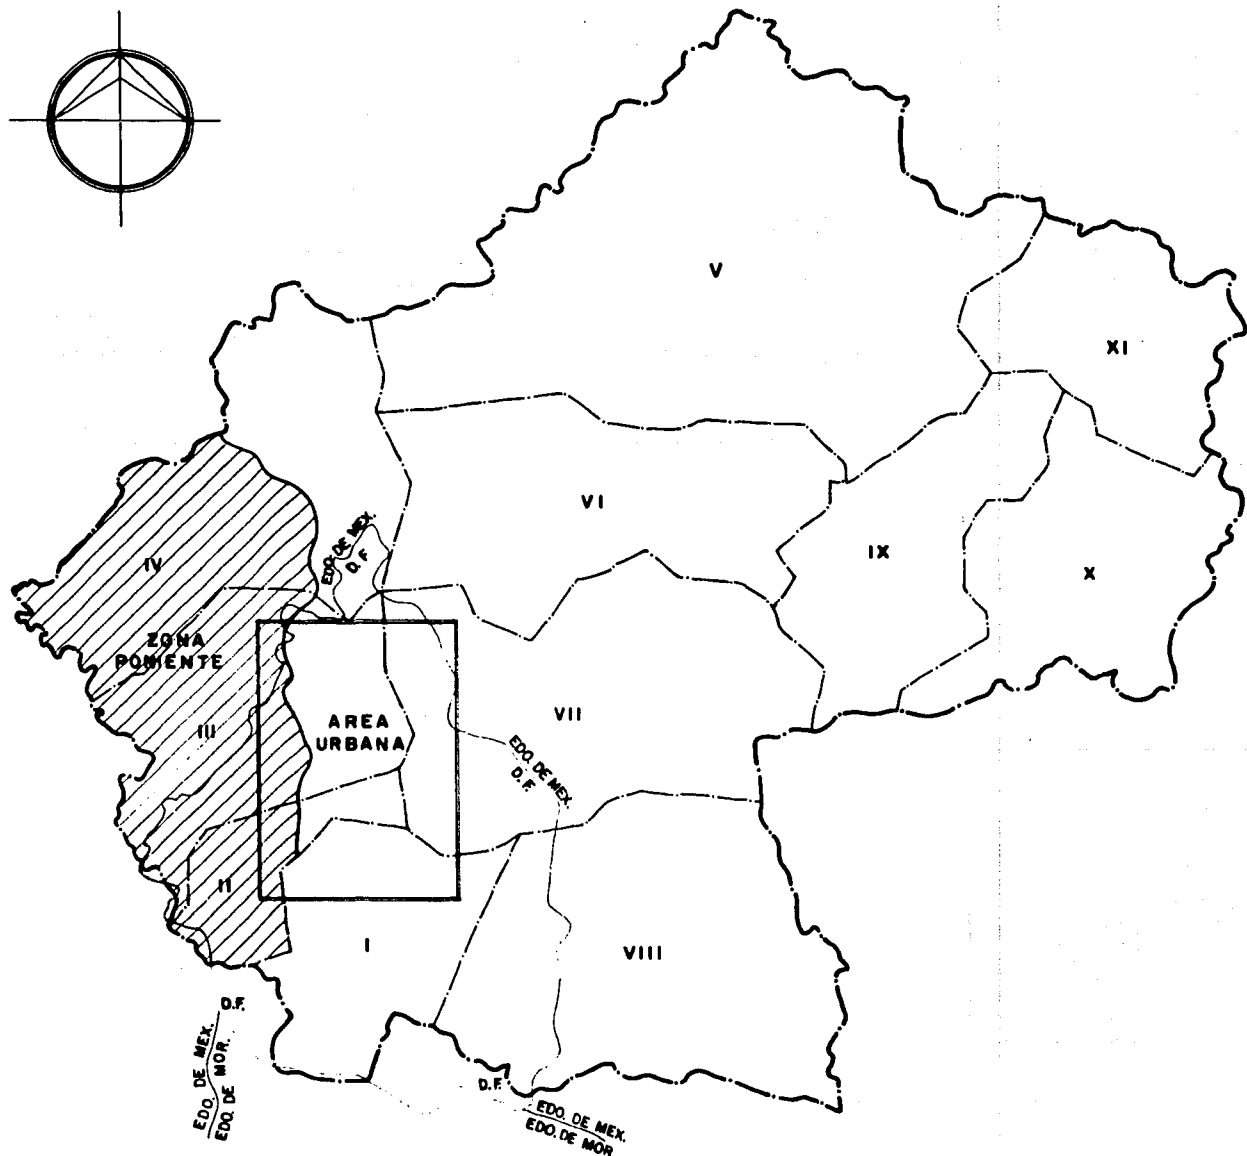 V
XI
VI
EDO. DE MEX.
D. F.
IX
IV
X
ZONA
PONIENTE
III
AREA
URBANA
VII
EDO. DE MEX.
D. F.
II
I
VIII
D.F.
EDO. DE MEX.
EDO. DE MOR.
D.F.
EDO. DE MEX.
EDO. DE MOR